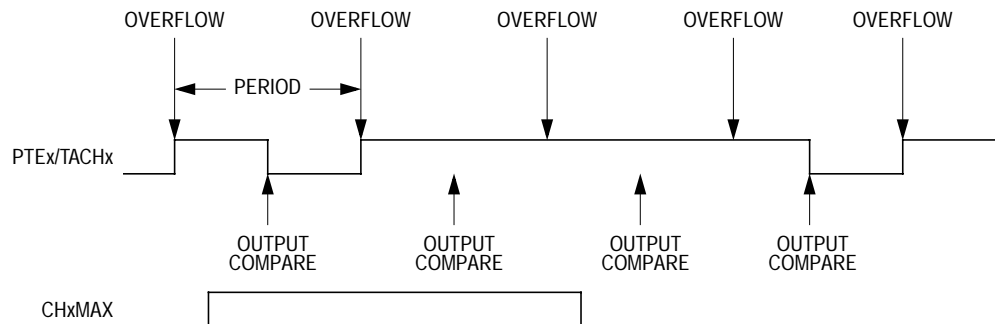 OVERFLOW OVERFLOW OVERFLOW OVERFLOW OVERFLOW
PERIOD
PTEx/TACHx
OUTPUT COMPARE
OUTPUT COMPARE
OUTPUT COMPARE
OUTPUT COMPARE
CHxMAX